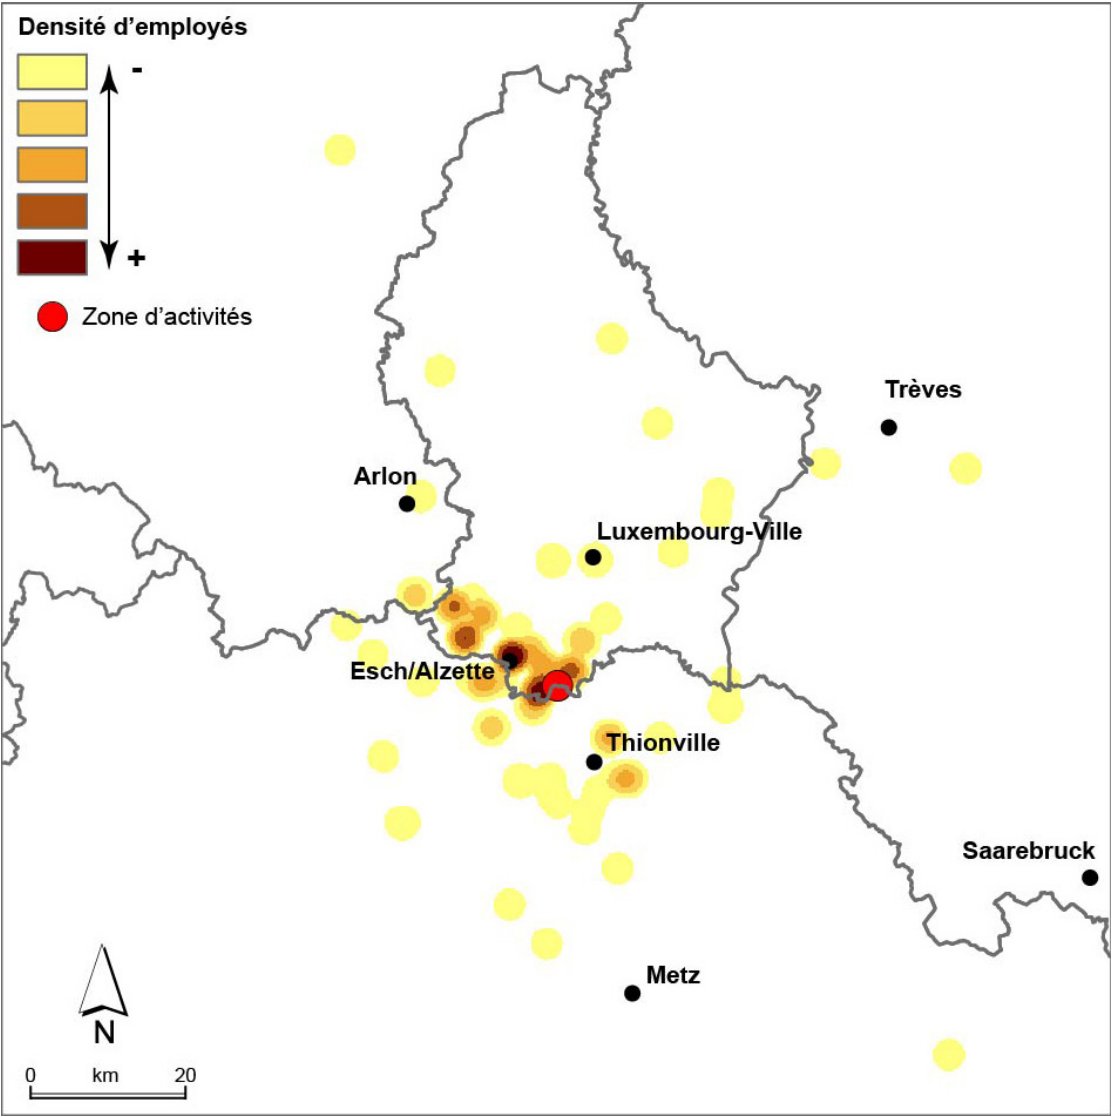 Densité d’employés
-
+
Zone d’activités
Trèves
Arlon
Luxembourg-Ville
Esch/Alzette
Thionville
Saarebruck
Metz
N
0 km 20